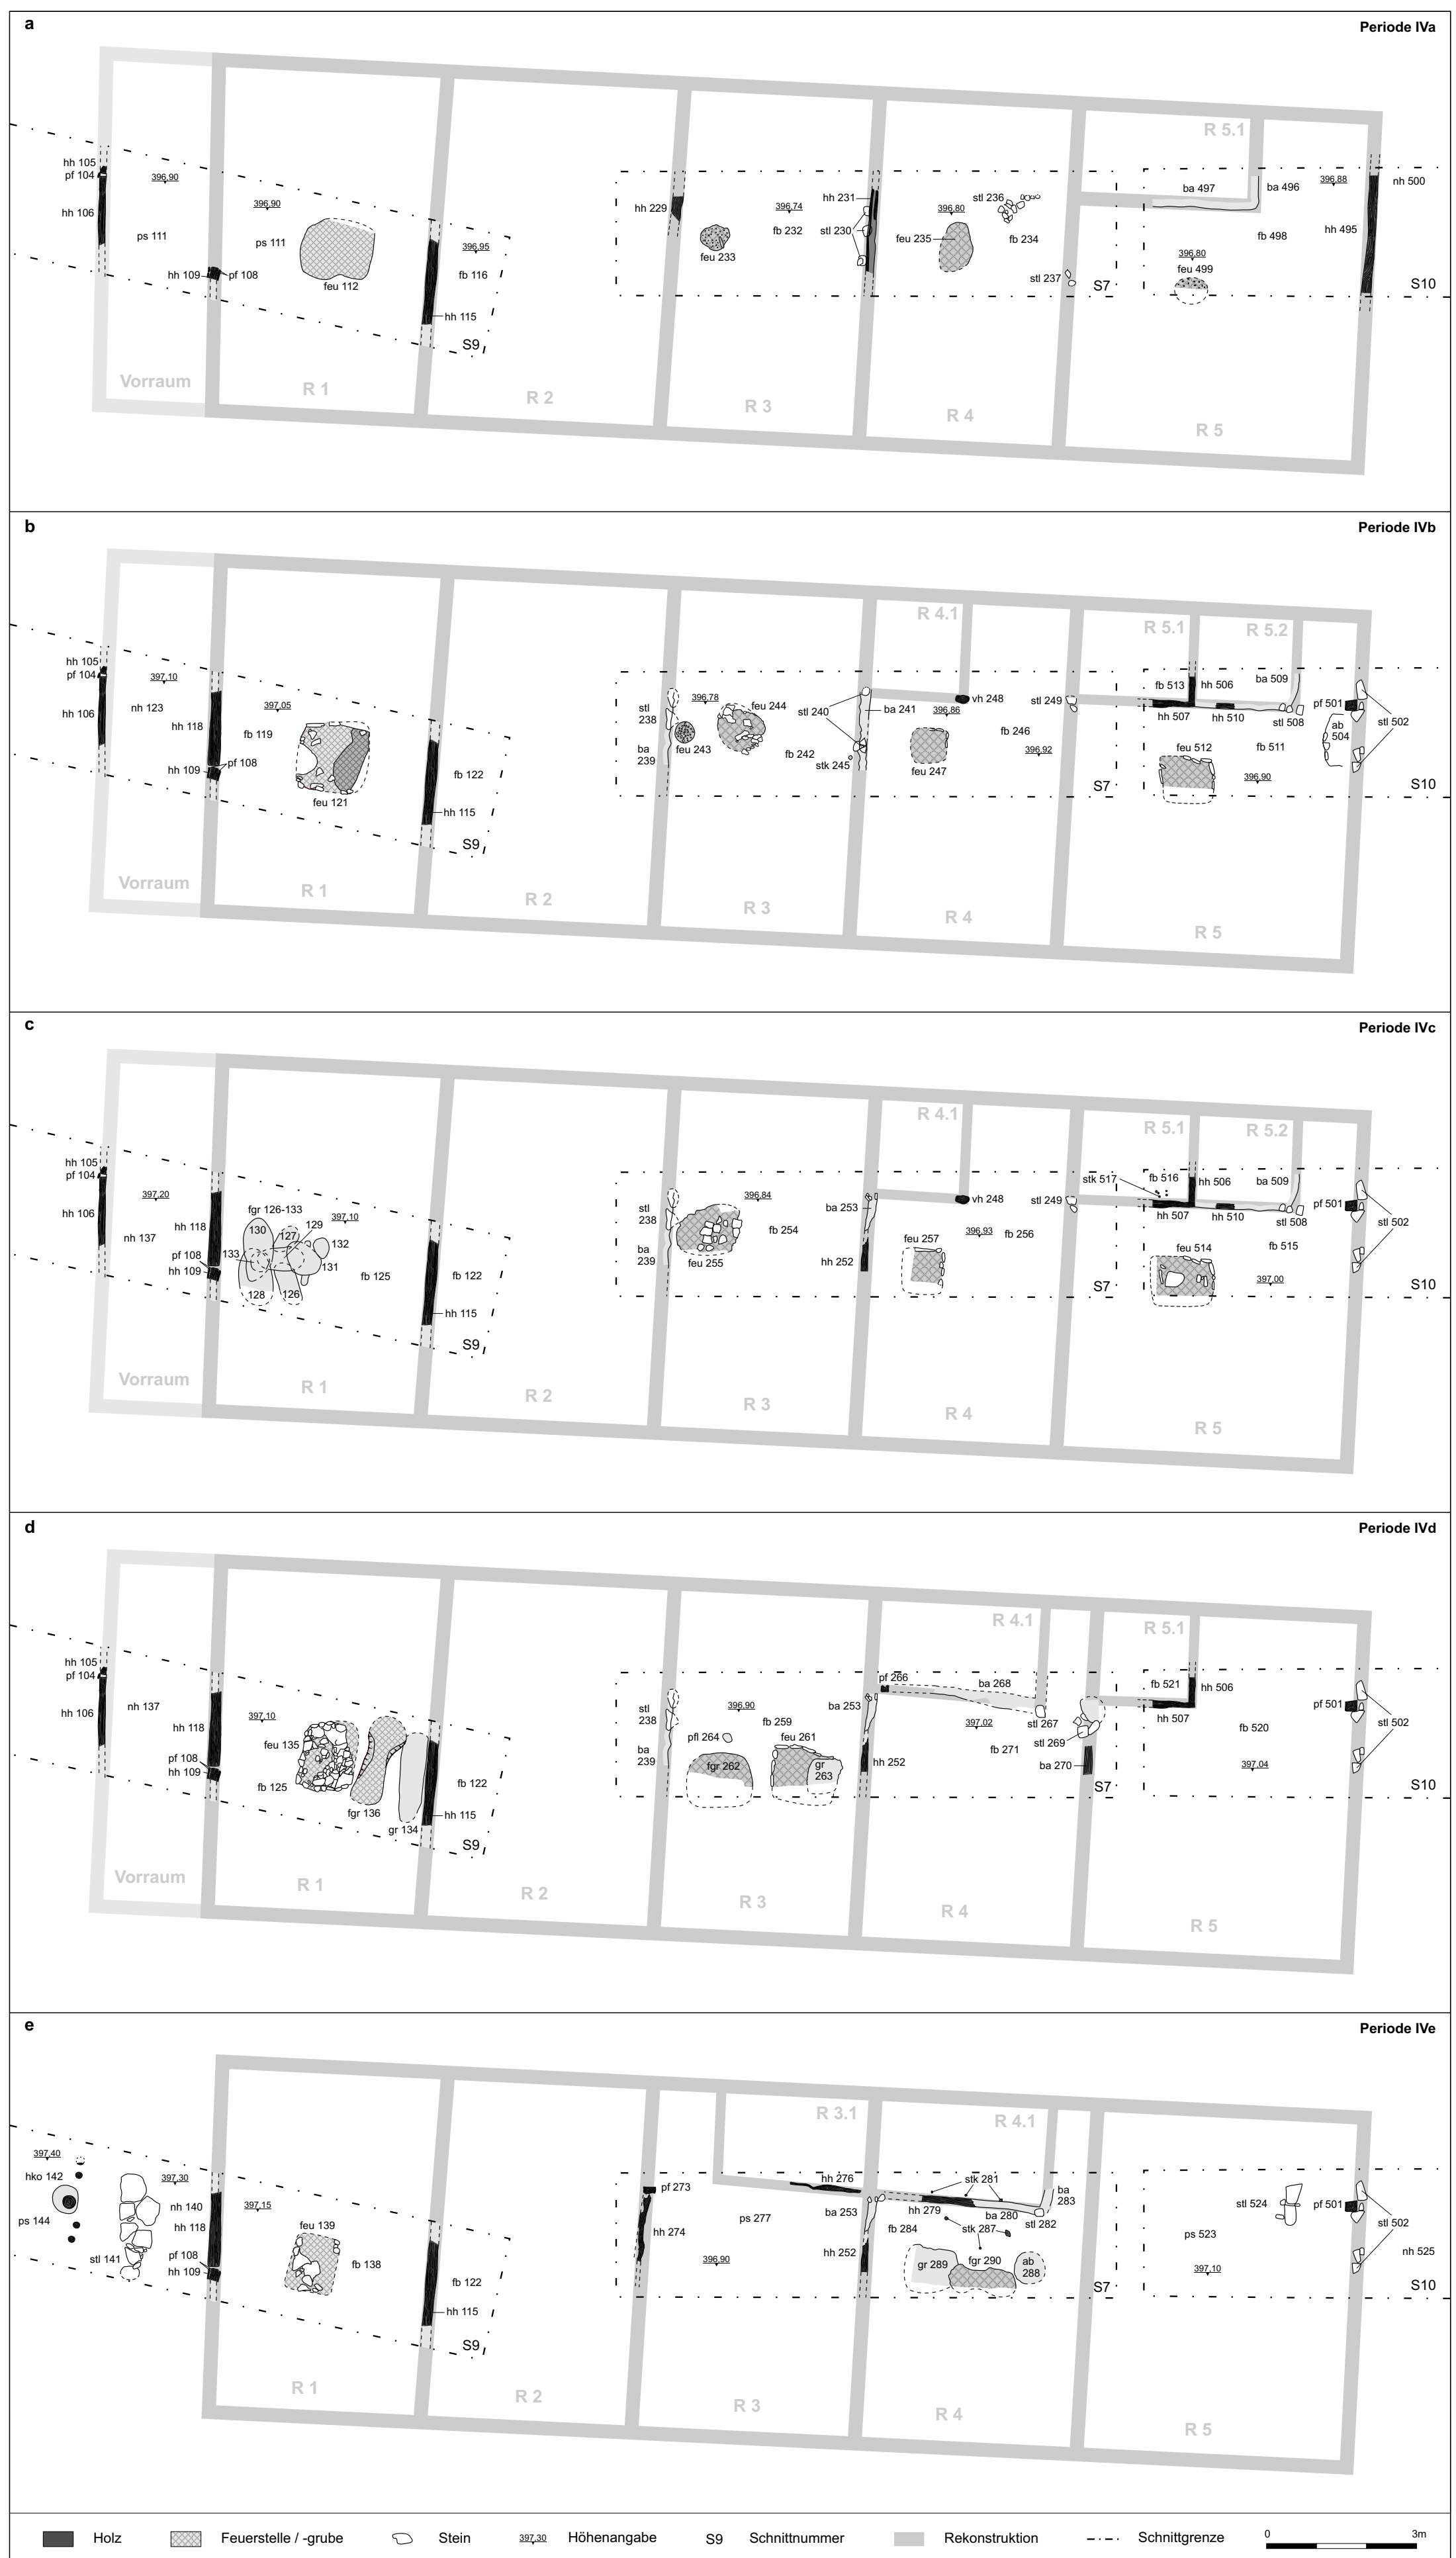 a
Periode IVa
R 5.1
hh 105
pf 104
396.90
hh 106
ps 111
396.90
ps 111
hh 109
pf 108
feu 112
396.95
fb 116
hh 115
S9
hh 229
feu 233
396.74
fb 232
hh 231
stl 230
stl 236
396.80
feu 235
fb 234
stl 237
S7
ba 497
ba 496
396.88
nh 500
hh 495
fb 498
396.80
feu 499
S10
Vorraum
R 1
R 2
R 3
R 4
R 5
b
Periode IVb
R 4.1
R 5.1
R 5.2
hh 105
pf 104
397.10
hh 106
nh 123
hh 118
397.05
fb 119
hh 109
pf 108
feu 121
fb 122
hh 115
S9
stl 238
ba 239
396.78
feu 243
feu 244
fb 242
stl 240
stk 245
ba 241
vh 248
396.86
feu 247
fb 246
396.92
stl 249
S7
fb 513
hh 506
ba 509
hh 507
hh 510
stl 508
pf 501
stl 502
ab 504
feu 512
fb 511
396.90
S10
Vorraum
R 1
R 2
R 3
R 4
R 5
c
Periode IVc
R 4.1
R 5.1
R 5.2
hh 105
pf 104
397.20
hh 106
nh 137
hh 118
pf 108
hh 109
fgr 126-133
130
127
129
397.10
132
133
131
128
126
fb 125
fb 122
hh 115
S9
stl 238
ba 239
396.84
fb 254
feu 255
ba 253
hh 252
vh 248
feu 257
396.93
fb 256
stl 249
S7
stk 517
fb 516
hh 506
ba 509
hh 507
hh 510
stl 508
pf 501
stl 502
feu 514
fb 515
397.00
S10
Vorraum
R 1
R 2
R 3
R 4
R 5
d
Periode IVd
R 4.1
R 5.1
hh 105
pf 104
hh 106
nh 137
hh 118
pf 108
hh 109
397.10
feu 135
fb 125
fgr 136
gr 134
fb 122
hh 115
S9
stl 238
ba 239
396.90
fb 259
pfl 264
feu 261
fgr 262
gr 263
ba 253
hh 252
pf 266
ba 268
397.02
stl 267
fb 271
stl 269
ba 270
S7
fb 521
hh 506
hh 507
fb 520
397.04
pf 501
stl 502
S10
Vorraum
R 1
R 2
R 3
R 4
R 5
e
Periode IVe
R 3.1
R 4.1
397.40
hko 142
ps 144
stl 141
397.30
nh 140
hh 118
pf 108
hh 109
397.15
feu 139
fb 138
fb 122
hh 115
S9
pf 273
hh 274
ps 277
396.90
hh 276
ba 253
hh 252
stk 281
hh 279
ba 280
ba 283
stl 282
fb 284
stk 287
gr 289
fgr 290
ab 288
S7
stl 524
ps 523
397.10
pf 501
stl 502
nh 525
S10
R 1
R 2
R 3
R 4
R 5
Holz
Feuerstelle / -grube
Stein
397.30
Höhenangabe
S9
Schnittnummer
Rekonstruktion
Schnittgrenze
0
3m